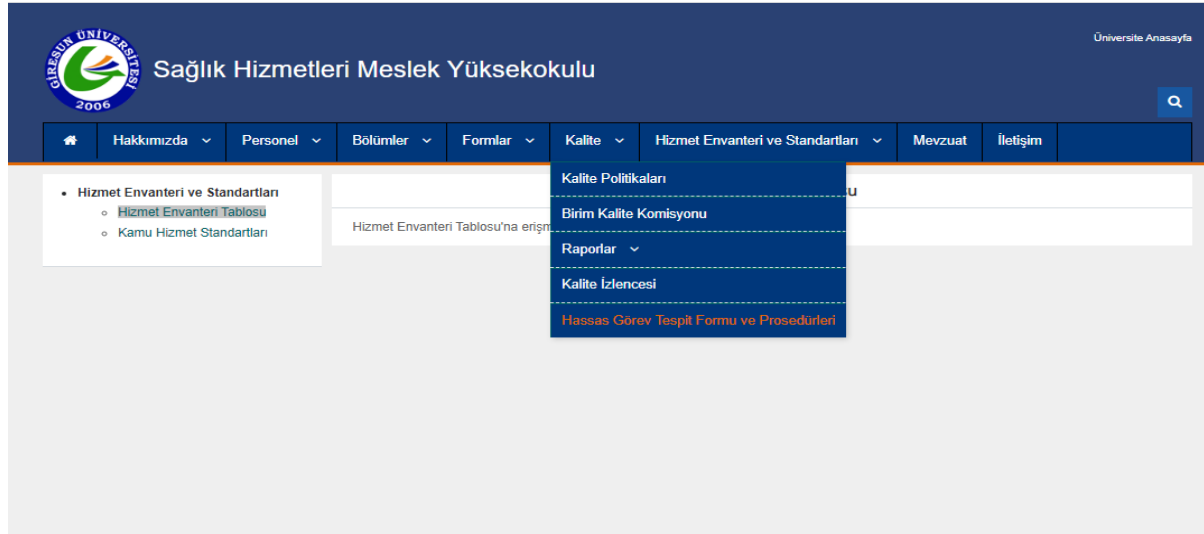 GİRESUN ÜNİVERSİTESİ
2006
Sağlık Hizmetleri Meslek Yüksekokulu
Üniversite Anasayfa
Hakkımızda Personel Bölümler Formlar Kalite Hizmet Envanteri ve Standartları Mevzuat İletişim
Kalite Politikaları
Birim Kalite Komisyonu
Raporlar
Kalite İzlencesi
Hassas Görev Tespit Formu ve Prosedürleri
Hizmet Envanteri ve Standartları
Hizmet Envanteri Tablosu
Kamu Hizmet Standartları
Hizmet Envanteri Tablosu'na